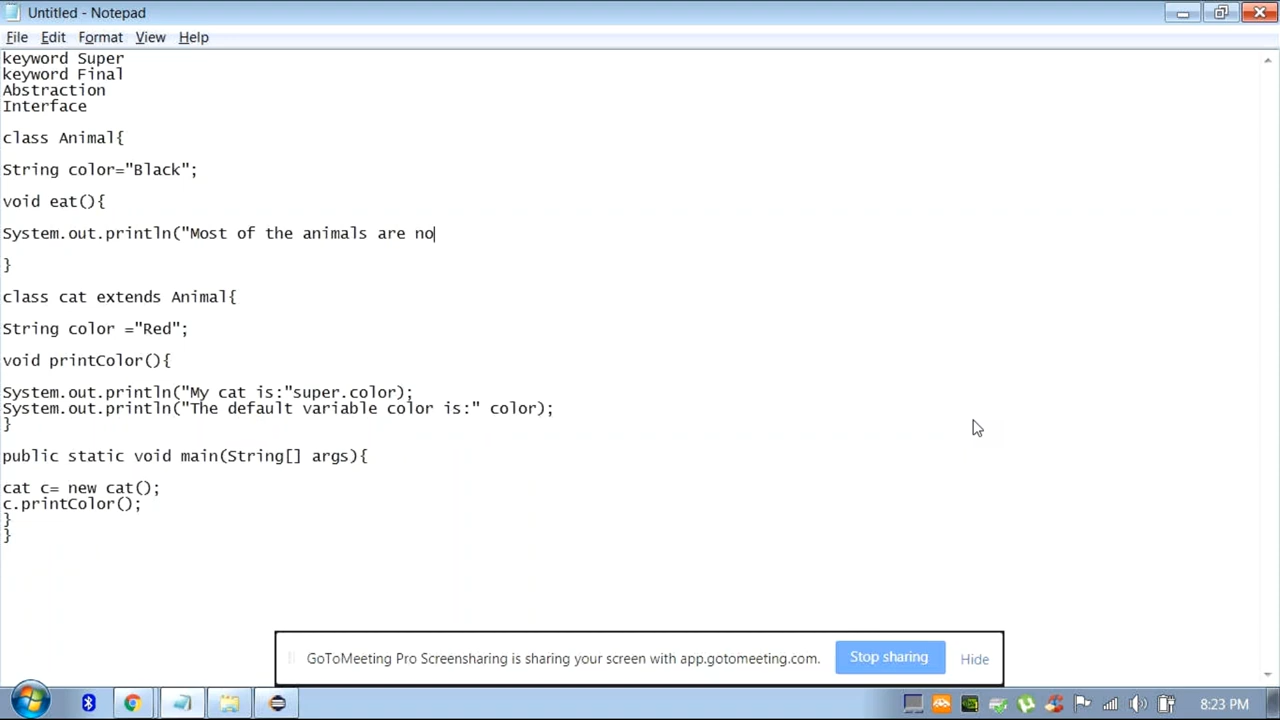 Untitled - Notepad
File Edit Format View Help
keyword Super
keyword Final
Abstraction
Interface
class Animal{
String color="Black";
void eat(){
System.out.println("Most of the animals are no
}
class cat extends Animal{
String color ="Red";
void printColor(){
System.out.println("My cat is:"super.color);
System.out.println("The default variable color is:" color);
}
public static void main(String[] args){
cat c= new cat();
c.printColor();
}
}
GoToMeeting Pro Screensharing is sharing your screen with app.gotomeeting.com. Stop sharing Hide
8:23 PM